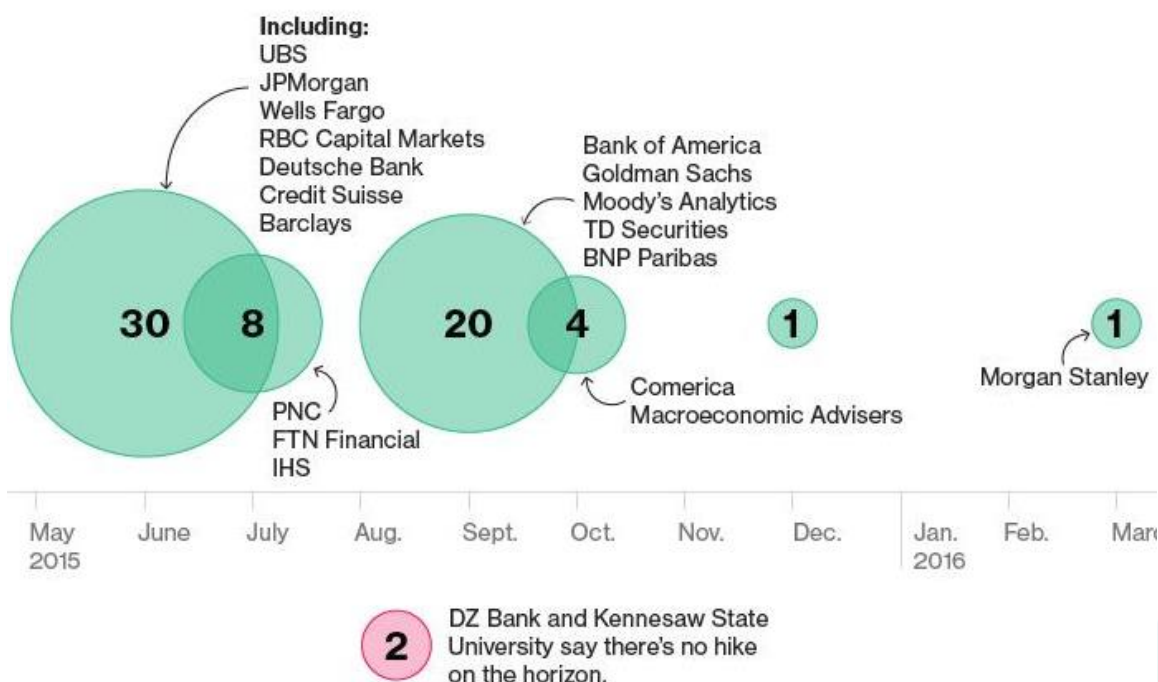 Including:
UBS
JPMorgan
Wells Fargo
RBC Capital Markets
Deutsche Bank
Credit Suisse
Barclays
Bank of America
Goldman Sachs
Moody's Analytics
TD Securities
BNP Paribas
30
8
20
4
1
1
Morgan Stanley
Comerica
Macroeconomic Advisers
PNC
FTN Financial
IHS
May
2015
June
July
Aug.
Sept.
Oct.
Nov.
Dec.
Jan.
2016
Feb.
Marc
2
DZ Bank and Kennesaw State
University say there's no hike
on the horizon.